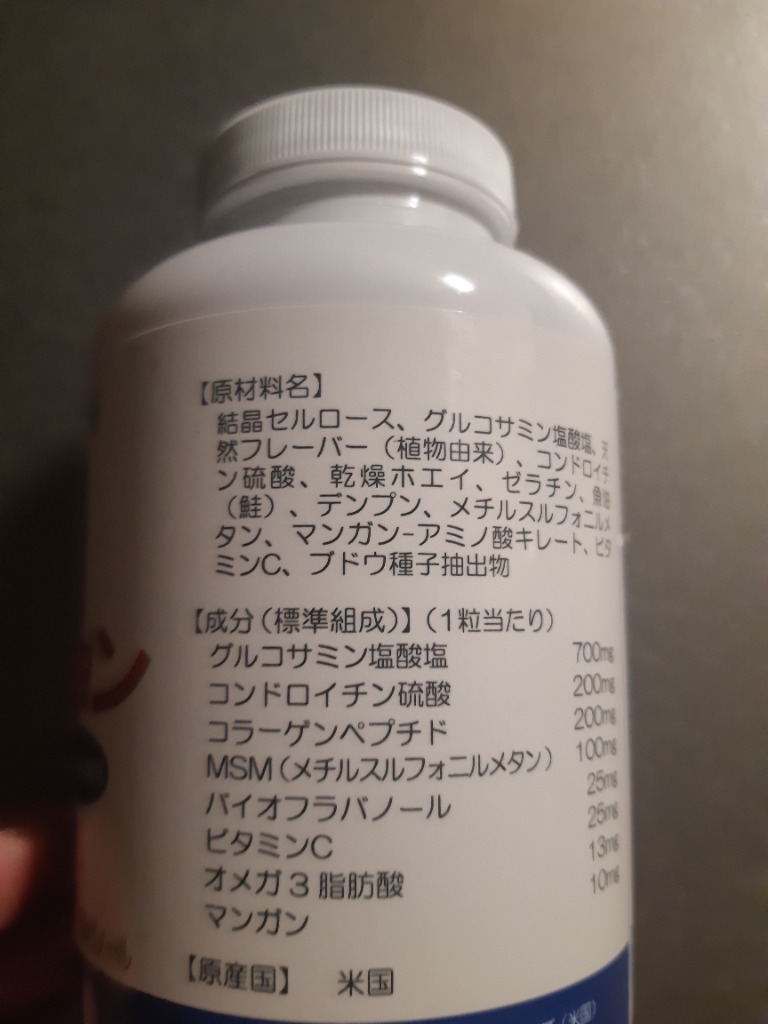 【原材料名】
結晶セルロース、グルコサミン塩酸塩、天
然フレーバー（植物由来）、コンドロイチ
ン硫酸、乾燥ホエイ、ゼラチン、魚油
（鮭）、デンプン、メチルスルフォニルメ
タン、マンガン-アミノ酸キレート、ビタ
ミンC、ブドウ種子抽出物
【成分（標準組成）】（1粒当たり）
グルコサミン塩酸塩 700mg
コンドロイチン硫酸 200mg
コラーゲンペプチド 200mg
MSM（メチルスルフォニルメタン） 100mg
バイオフラバノール 25mg
ビタミンC 25mg
オメガ3脂肪酸 13mg
マンガン 10mg
【原産国】 米国
（米国）